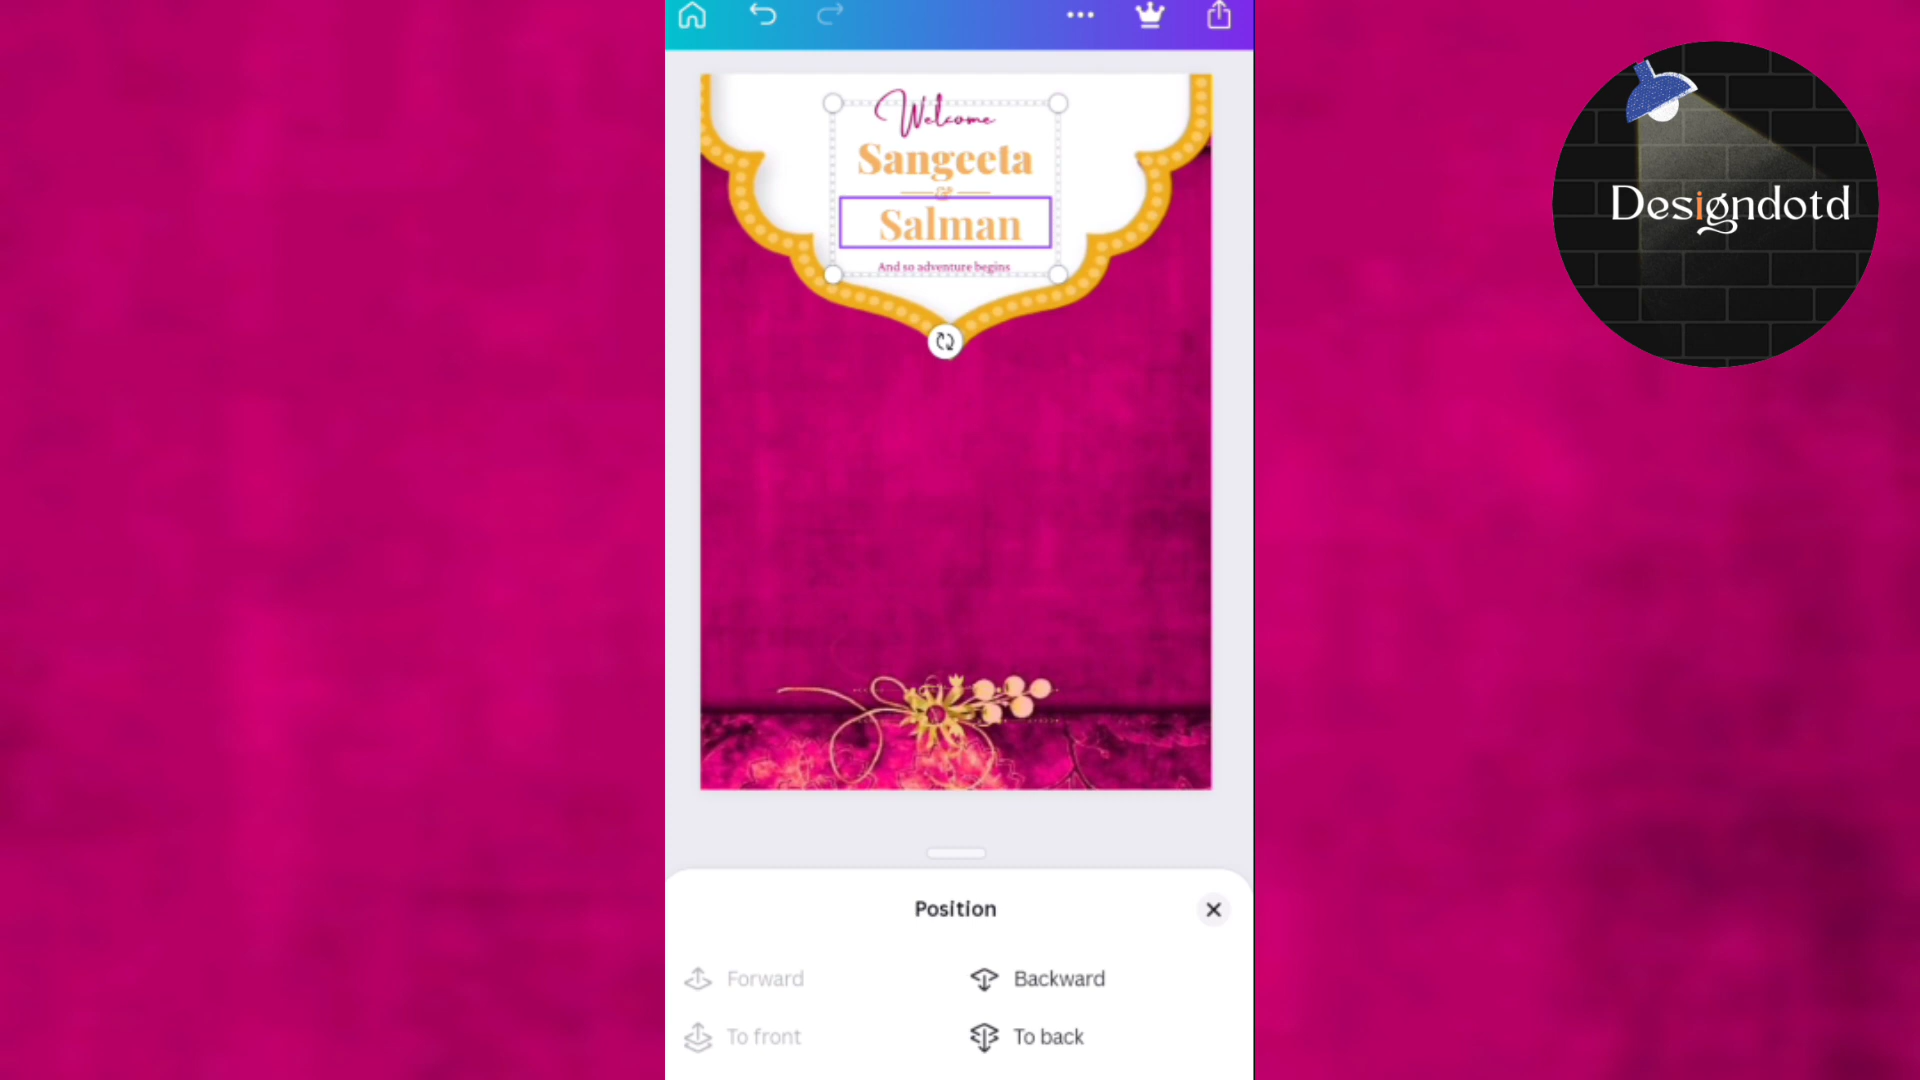 Welcome
Sangeeta
&
Salman
And so adventure begins
Designdotd
Position
Forward
Backward
To front
To back